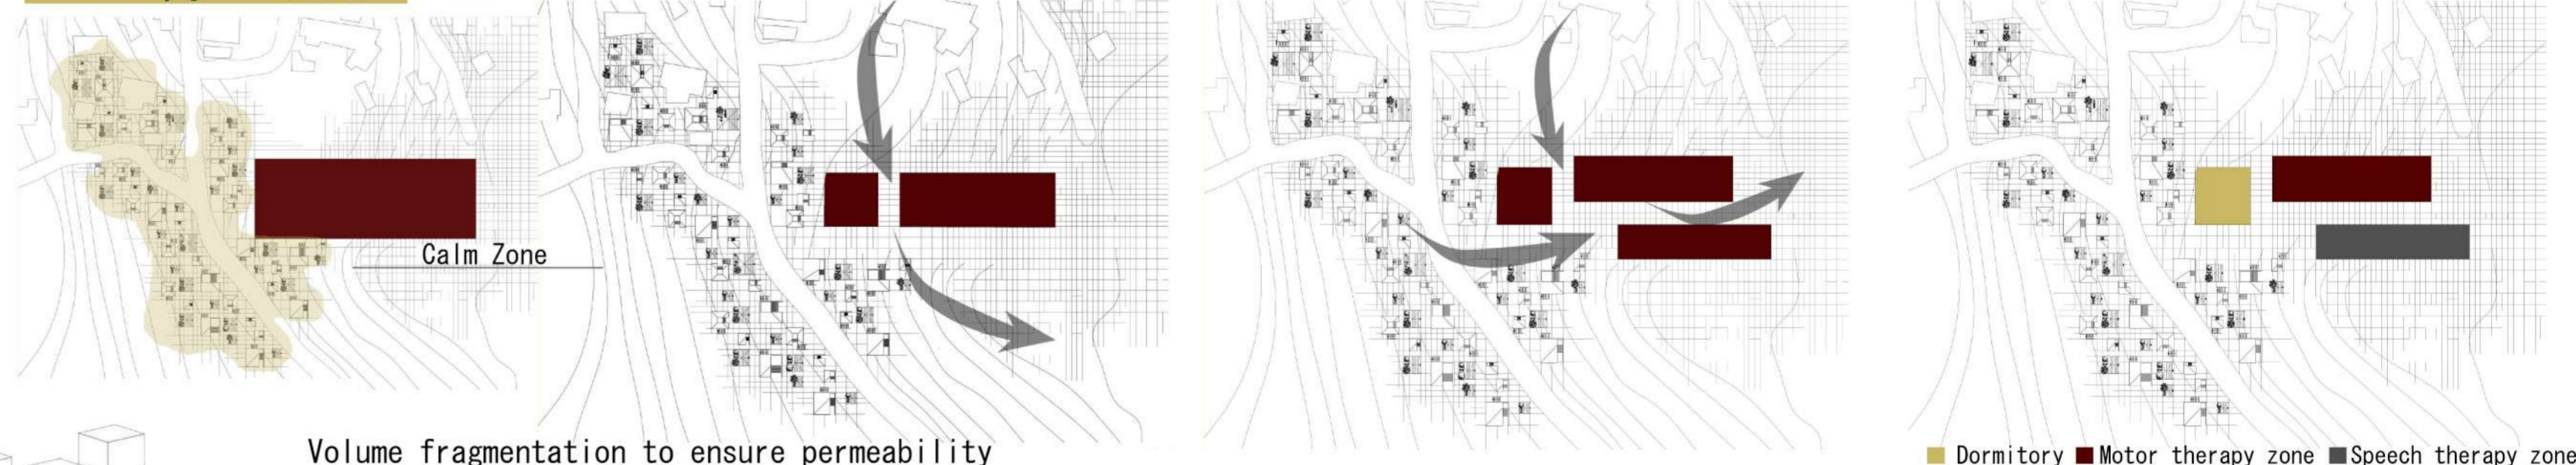 Calm Zone
Volume fragmentation to ensure permeability
Dormitory Motor therapy zone Speech therapy zone